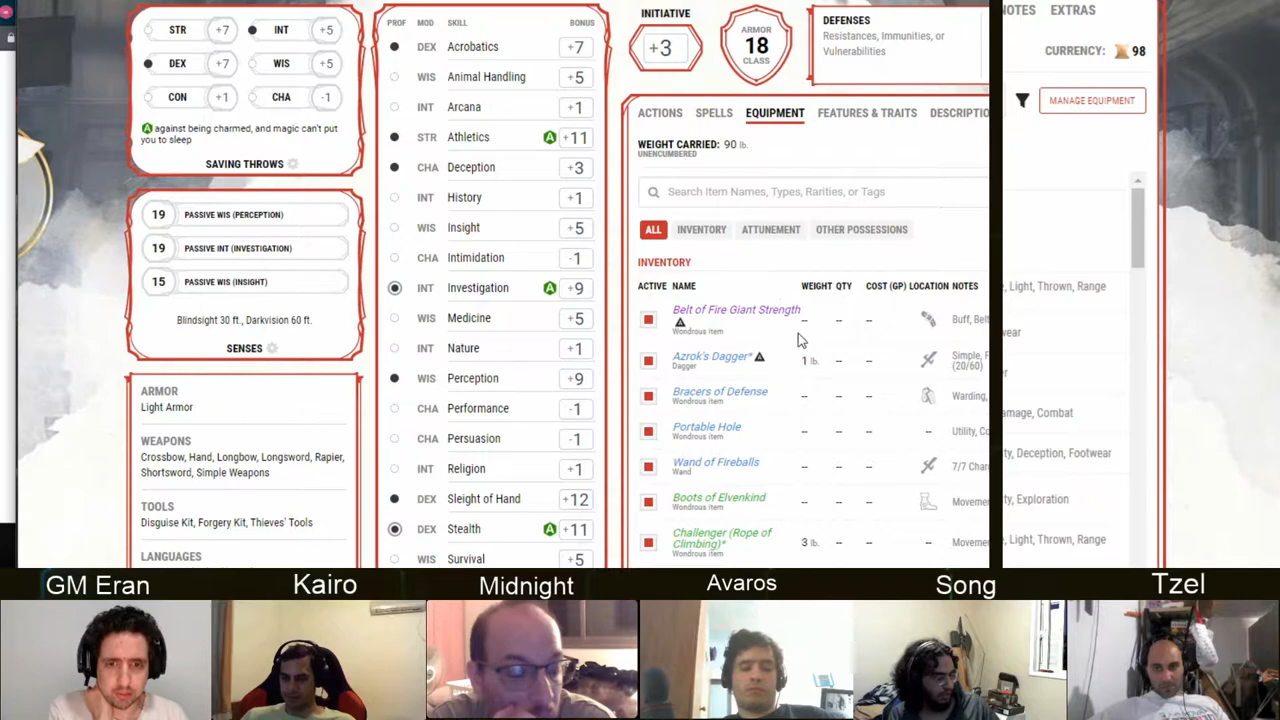 STR +7
INT +5
DEX +7
WIS +5
CON +1
CHA -1
against being charmed, and magic can't put
you to sleep
SAVING THROWS
19 PASSIVE WIS (PERCEPTION)
19 PASSIVE INT (INVESTIGATION)
15 PASSIVE WIS (INSIGHT)
Blindsight 30 ft., Darkvision 60 ft.
SENSES
ARMOR
Light Armor
WEAPONS
Crossbow, Hand, Longbow, Longsword, Rapier,
Shortsword, Simple Weapons
TOOLS
Disguise Kit, Forgery Kit, Thieves' Tools
LANGUAGES
PROF MOD SKILL BONUS
DEX Acrobatics +7
WIS Animal Handling +5
INT Arcana +1
STR Athletics A +11
CHA Deception +3
INT History +1
WIS Insight +5
CHA Intimidation -1
INT Investigation A +9
WIS Medicine +5
INT Nature +1
WIS Perception +9
CHA Performance -1
CHA Persuasion -1
INT Religion +1
DEX Sleight of Hand +12
DEX Stealth A +11
WIS Survival +5
INITIATIVE
+3
ARMOR
18
CLASS
DEFENSES
Resistances, Immunities, or
Vulnerabilities
ACTIONS SPELLS EQUIPMENT FEATURES & TRAITS DESCRIPTIO
WEIGHT CARRIED: 90 lb.
UNENCUMBERED
Search Item Names, Types, Rarities, or Tags
ALL INVENTORY ATTUNEMENT OTHER POSSESSIONS
INVENTORY
ACTIVE NAME WEIGHT QTY COST (GP) LOCATION NOTES
Belt of Fire Giant Strength
Wondrous item
-- -- -- Buff, Belt
Azrok's Dagger*
Dagger
1 lb. -- -- Simple, F
(20/60)
Bracers of Defense
Wondrous item
-- -- -- Warding,
Portable Hole
Wondrous item
-- -- -- -- Utility, Co
Wand of Fireballs
Wand
-- -- -- 7/7 Char
Boots of Elvenkind
Wondrous item
-- -- -- Movemen
Challenger (Rope of
Climbing)*
Wondrous item
3 lb. -- -- -- Movemen
NOTES EXTRAS
CURRENCY: 98
MANAGE EQUIPMENT
, Light, Thrown, Range
wear
amage, Combat
ty, Deception, Footwear
y, Exploration
, Light, Thrown, Range
GM Eran
Kairo
Midnight
Avaros
Song
Tzel